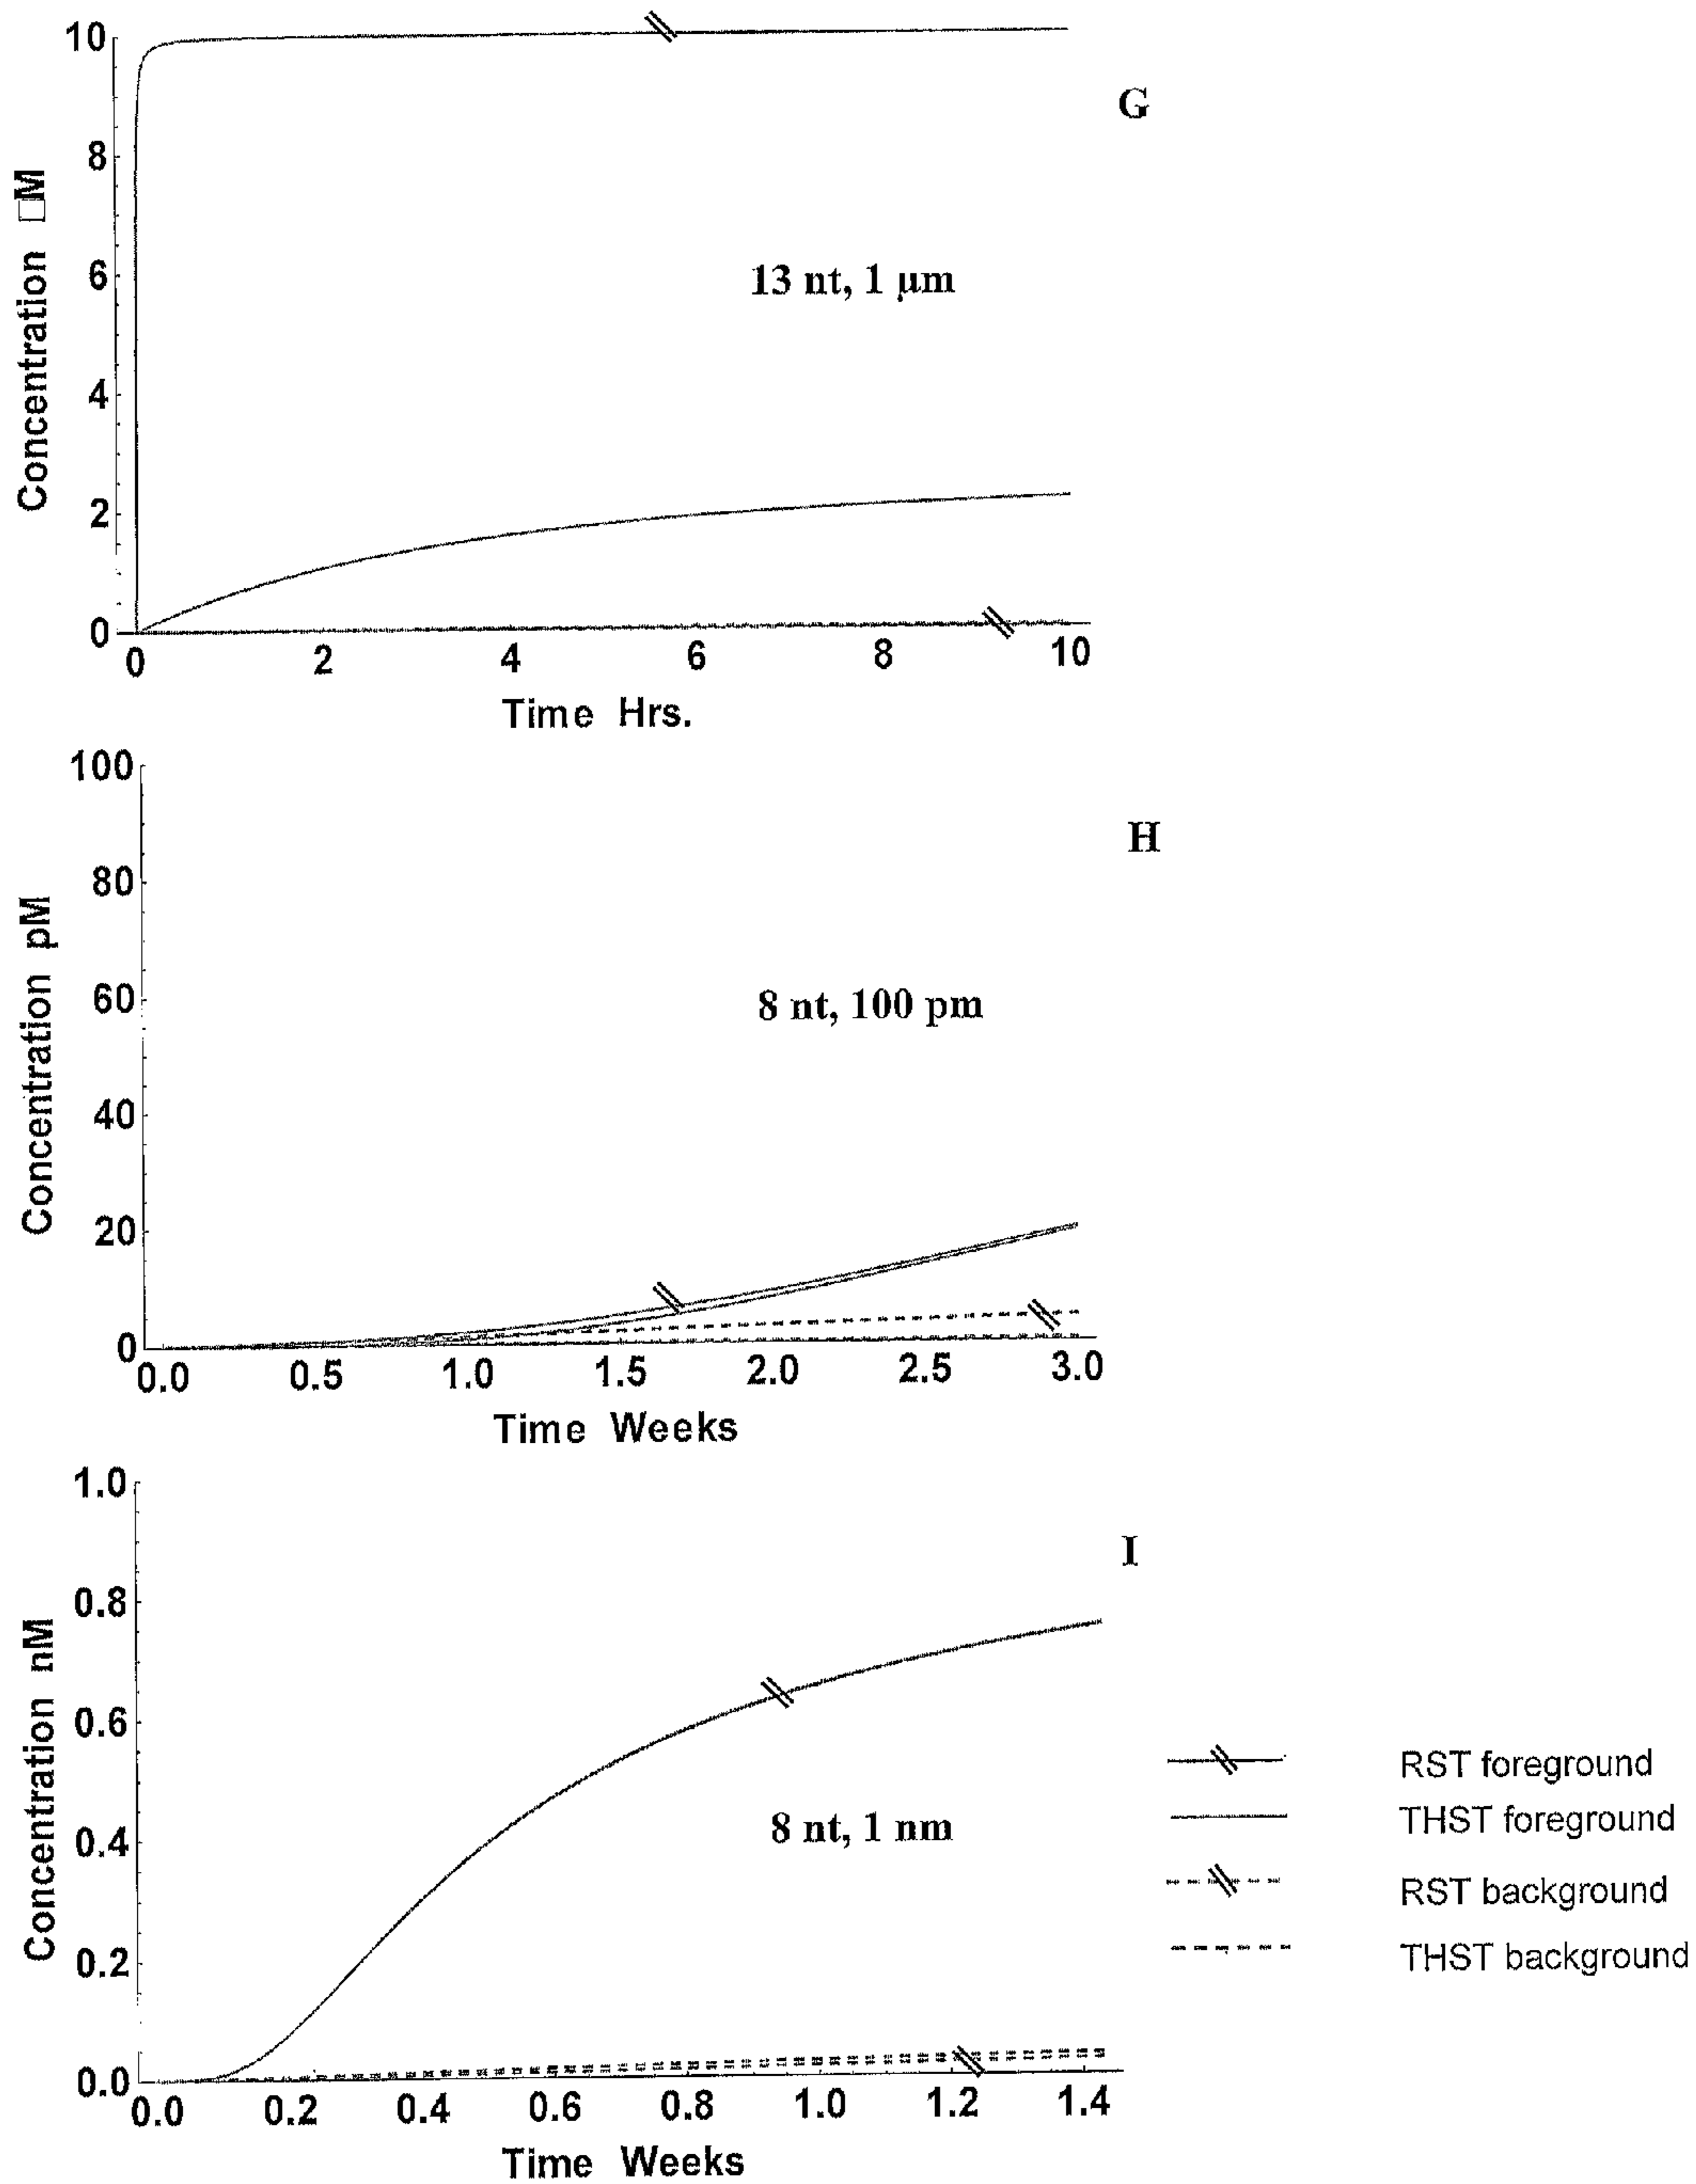 10
8
6
4
2
0
Concentration □M
G
13 nt, 1 µm
0 2 4 6 8 10
Time Hrs.
100
80
60
40
20
0
Concentration pM
H
8 nt, 100 pm
0.0 0.5 1.0 1.5 2.0 2.5 3.0
Time Weeks
1.0
0.8
0.6
0.4
0.2
0.0
Concentration nM
I
8 nt, 1 nm
0.0 0.2 0.4 0.6 0.8 1.0 1.2 1.4
Time Weeks
RST foreground
THST foreground
RST background
THST background